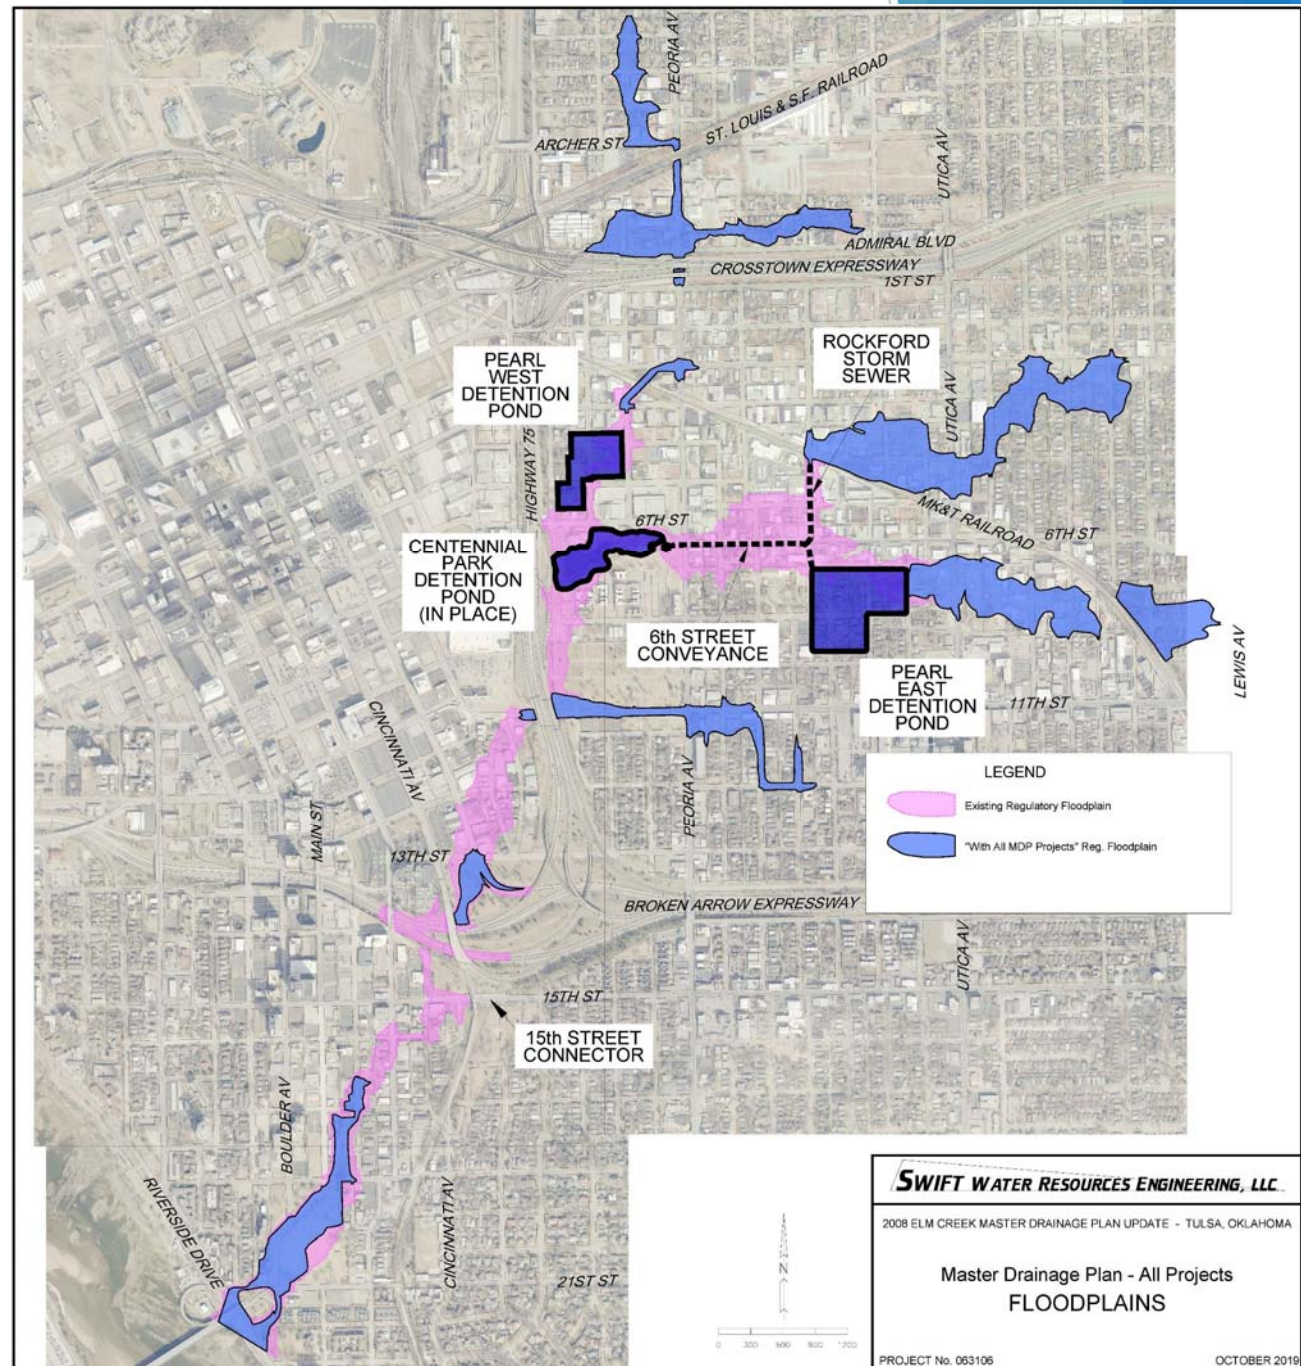 PEORIA AV
ST. LOUIS & S.F. RAILROAD
ARCHER ST
UTICA AV
ADMIRAL BLVD
CROSSTOWN EXPRESSWAY
1ST ST
ROCKFORD
STORM
SEWER
PEARL
WEST
DETENTION
POND
HIGHWAY 75
UTICA AV
6TH ST
MK&T RAILROAD
6TH ST
CENTENNIAL
PARK
DETENTION
POND
(IN PLACE)
6th STREET
CONVEYANCE
PEARL
EAST
DETENTION
POND
LEWIS AV
11TH ST
CINCINNATI AV
PEORIA AV
MAIN ST
13TH ST
LEGEND
Existing Regulatory Floodplain
"With All MDP Projects" Reg. Floodplain
BROKEN ARROW EXPRESSWAY
UTICA AV
15TH ST
15th STREET
CONNECTOR
BOULDER AV
RIVERSIDE DRIVE
CINCINNATI AV
21ST ST
N
0 300 600 1200
SWIFT WATER RESOURCES ENGINEERING, LLC
2008 ELM CREEK MASTER DRAINAGE PLAN UPDATE - TULSA, OKLAHOMA
Master Drainage Plan - All Projects
FLOODPLAINS
PROJECT No. 063106
OCTOBER 2019